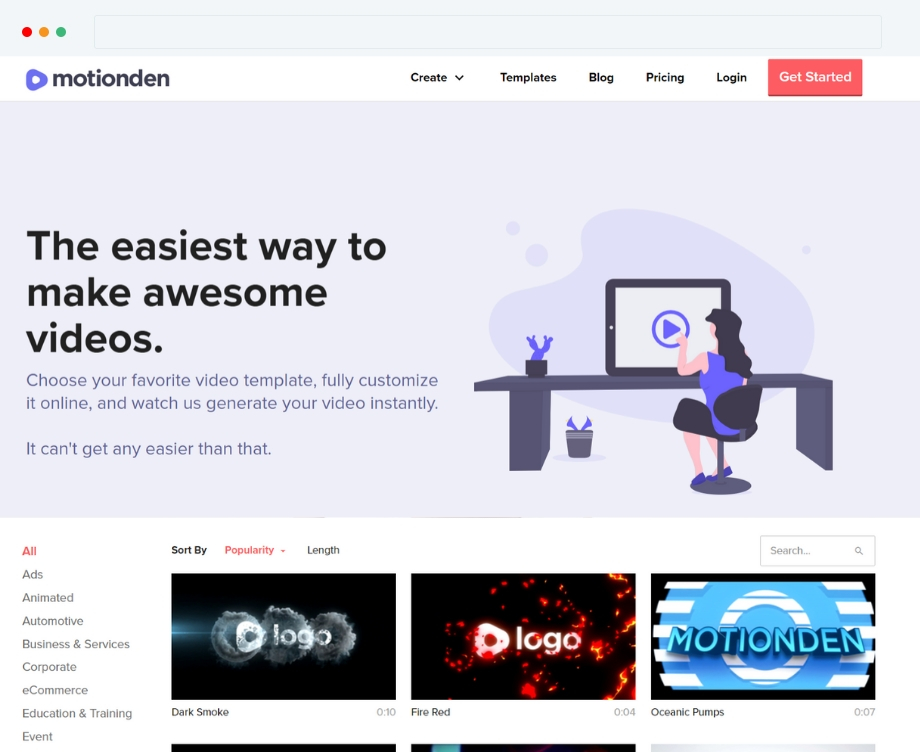 motionden
Create
Templates
Blog
Pricing
Login
Get Started
The easiest way to
make awesome
videos.
Choose your favorite video template, fully customize
it online, and watch us generate your video instantly.
It can't get any easier than that.
All
Ads
Animated
Automotive
Business & Services
Corporate
eCommerce
Education & Training
Event
Sort By Popularity Length
Search...
logo
logo
MOTIONDEN
Dark Smoke 0:10
Fire Red 0:04
Oceanic Pumps 0:07